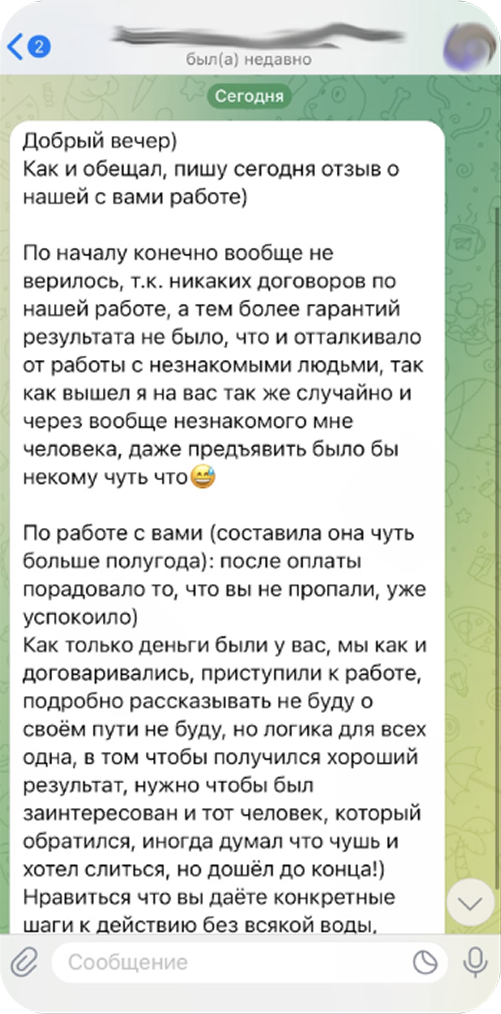 2
был(а) недавно
Сегодня
Добрый вечер)
Как и обещал, пишу сегодня отзыв о
нашей с вами работе)
По началу конечно вообще не
верилось, т.к. никаких договоров по
нашей работе, а тем более гарантий
результата не было, что и отталкивало
от работы с незнакомыми людьми, так
как вышел я на вас так же случайно и
через вообще незнакомого мне
человека, даже предъявить было бы
некому чуть что😅
По работе с вами (составила она чуть
больше полугода): после оплаты
порадовало то, что вы не пропали, уже
успокоило)
Как только деньги были у вас, мы как и
договаривались, приступили к работе,
подробно рассказывать не буду о
своём пути не буду, но логика для всех
одна, в том чтобы получился хороший
результат, нужно чтобы был
заинтересован и тот человек, который
обратился, иногда думал что чушь и
хотел слиться, но дошёл до конца!)
Нравиться что вы даёте конкретные
шаги к действию без всякой воды,
Сообщение